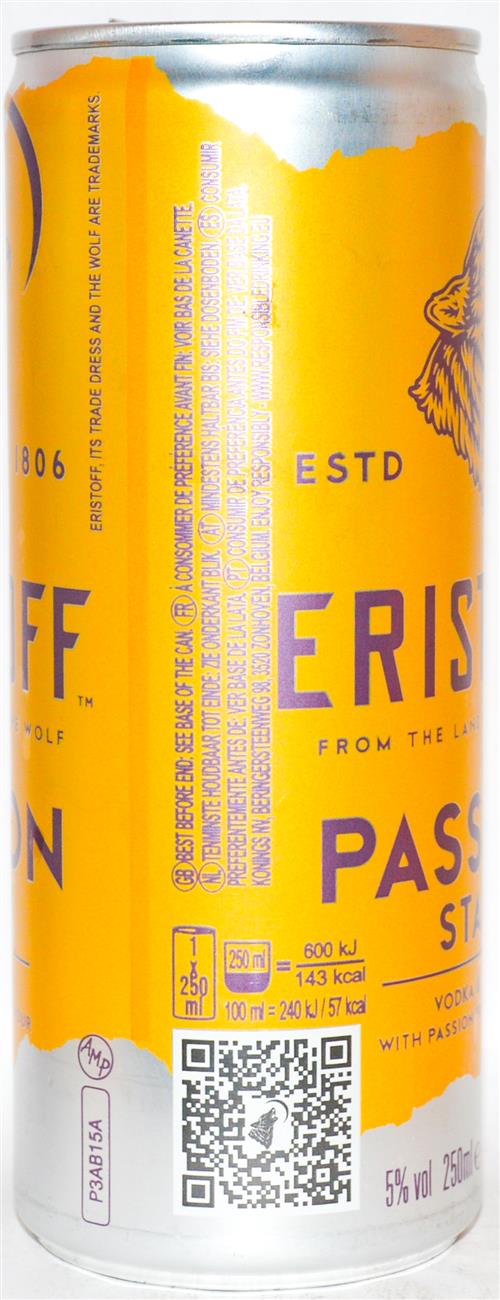 1806
FF™
WOLF
ON
ERISTOFF, ITS TRADE DRESS AND THE WOLF ARE TRADEMARKS.
AMP
P3AB15A
GB BEST BEFORE END: SEE BASE OF THE CAN. FR À CONSOMMER DE PRÉFÉRENCE AVANT FIN: VOIR BAS DE LA CANETTE.
NL TENMINSTE HOUDBAAR TOT EINDE: ZIE ONDERKANT BLIK. AT MINDESTENS HALTBAR BIS: SIEHE DOSENBODEN. ES CONSUMIR
PREFERENTEMENTE ANTES DE: VER BASE DE LA LATA. PT CONSUMIR DE PREFERENCIA ANTES DO FIM DE: VER BASE DA LATA.
KONINGS NV, BERINGERSTEENWEG 98, 3520 ZONHOVEN, BELGIUM. ENJOY RESPONSIBLY - WWW.RESPONSIBLEDRINKING.EU
1 x 250 ml
250 ml = 600 kJ
143 kcal
100 ml = 240 kJ / 57 kcal
ESTD
ERIST
FROM THE LAN
PASS
STA
VODKA
WITH PASSION
5% vol 250ml e